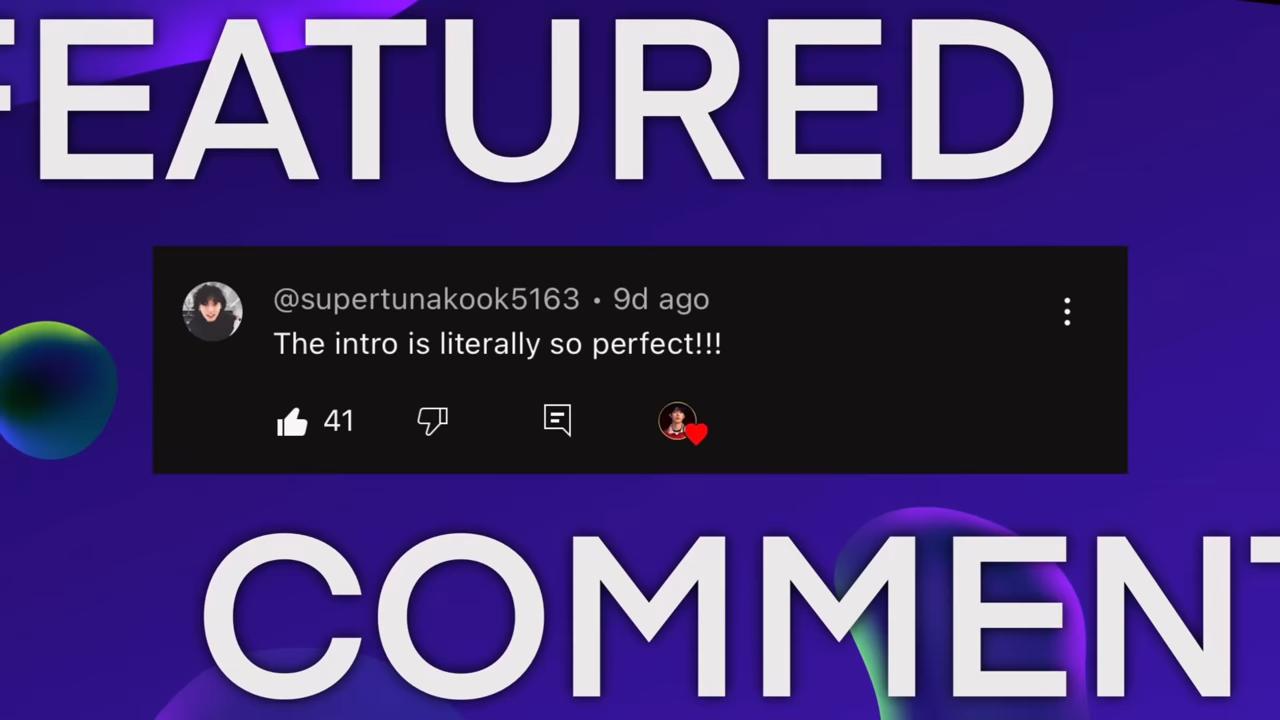 FEATURED
@supertunakook5163 • 9d ago
The intro is literally so perfect!!!
41
COMMENT